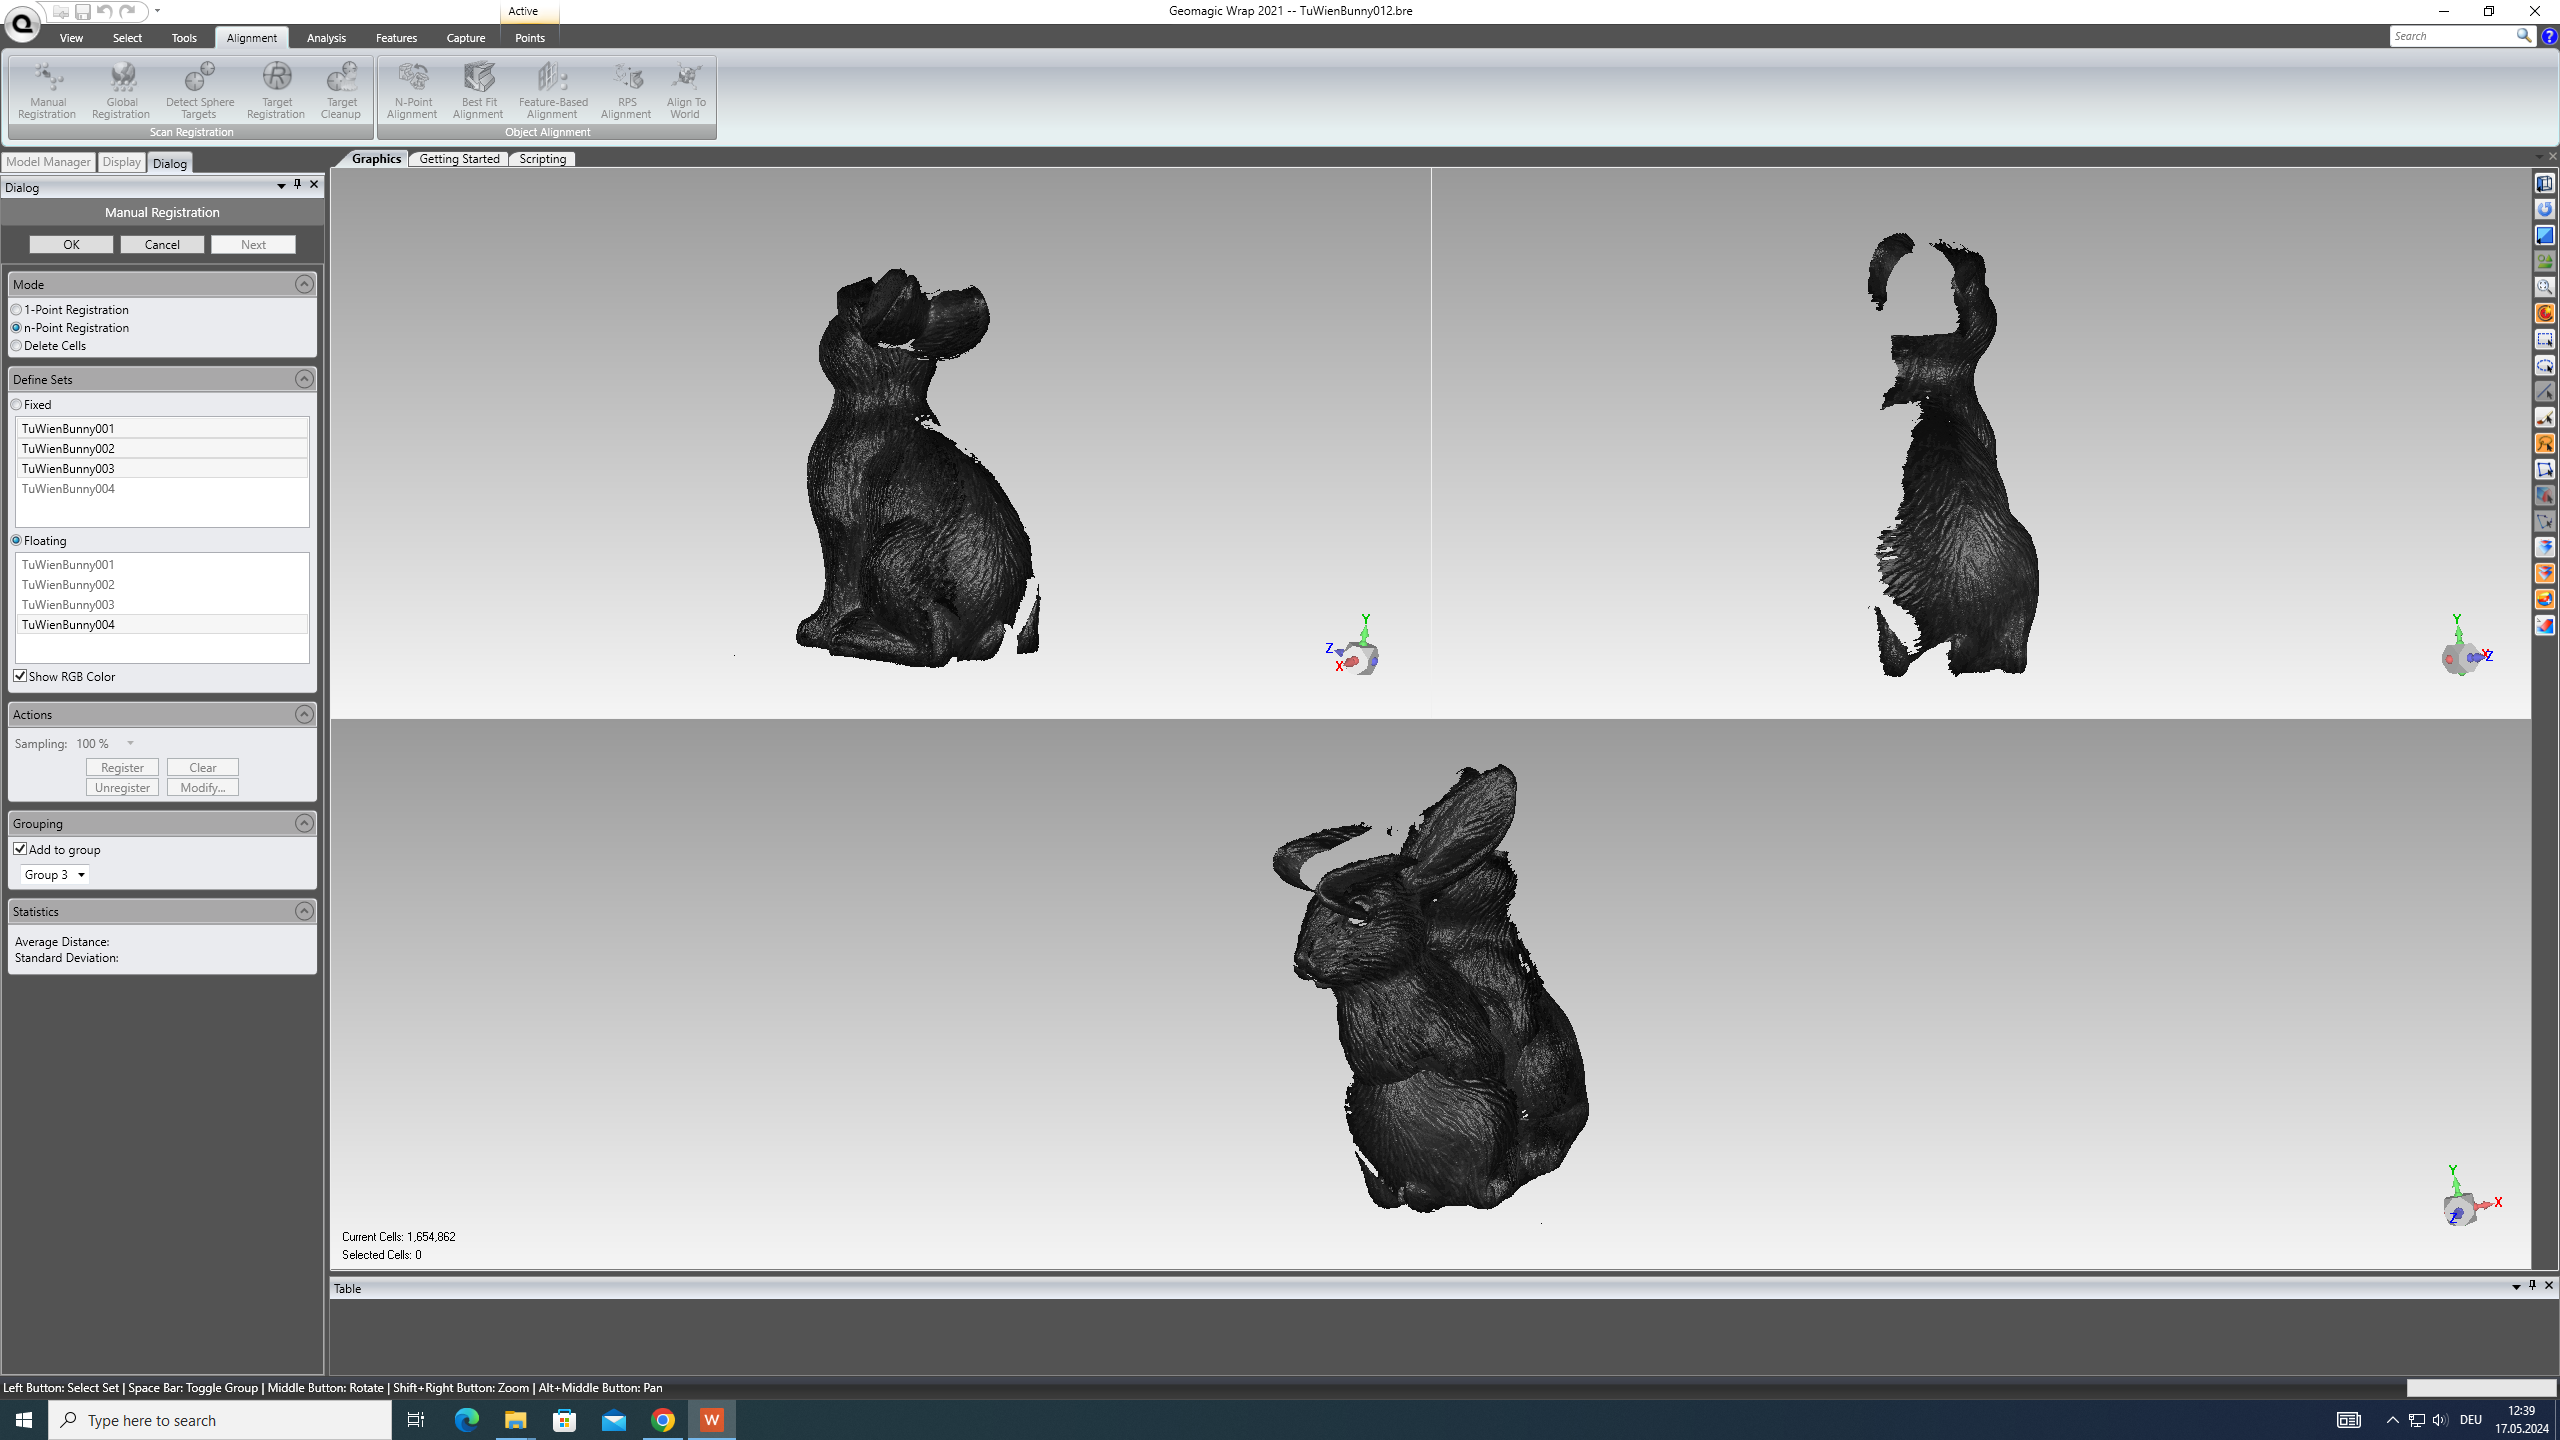 Active
Geomagic Wrap 2021 -- TuWienBunny012.bre
View Select Tools Alignment Analysis Features Capture Points
Search
Manual Registration
Global Registration
Detect Sphere Targets
Target Registration
Target Cleanup
N-Point Alignment
Best Fit Alignment
Feature-Based Alignment
RPS Alignment
Align To World
Scan Registration
Object Alignment
Model Manager Display Dialog
Graphics Getting Started Scripting
Dialog
Manual Registration
OK Cancel Next
Mode
1-Point Registration
n-Point Registration
Delete Cells
Define Sets
Fixed
TuWienBunny001
TuWienBunny002
TuWienBunny003
TuWienBunny004
Floating
TuWienBunny001
TuWienBunny002
TuWienBunny003
TuWienBunny004
Show RGB Color
Actions
Sampling: 100 %
Register Clear
Unregister Modify...
Grouping
Add to group
Group 3
Statistics
Average Distance:
Standard Deviation:
Y
Z
X
Y
X
Z
Y
X
Z
Current Cells: 1,654,862
Selected Cells: 0
Table
Left Button: Select Set | Space Bar: Toggle Group | Middle Button: Rotate | Shift+Right Button: Zoom | Alt+Middle Button: Pan
Type here to search
W
DEU
12:39
17.05.2024